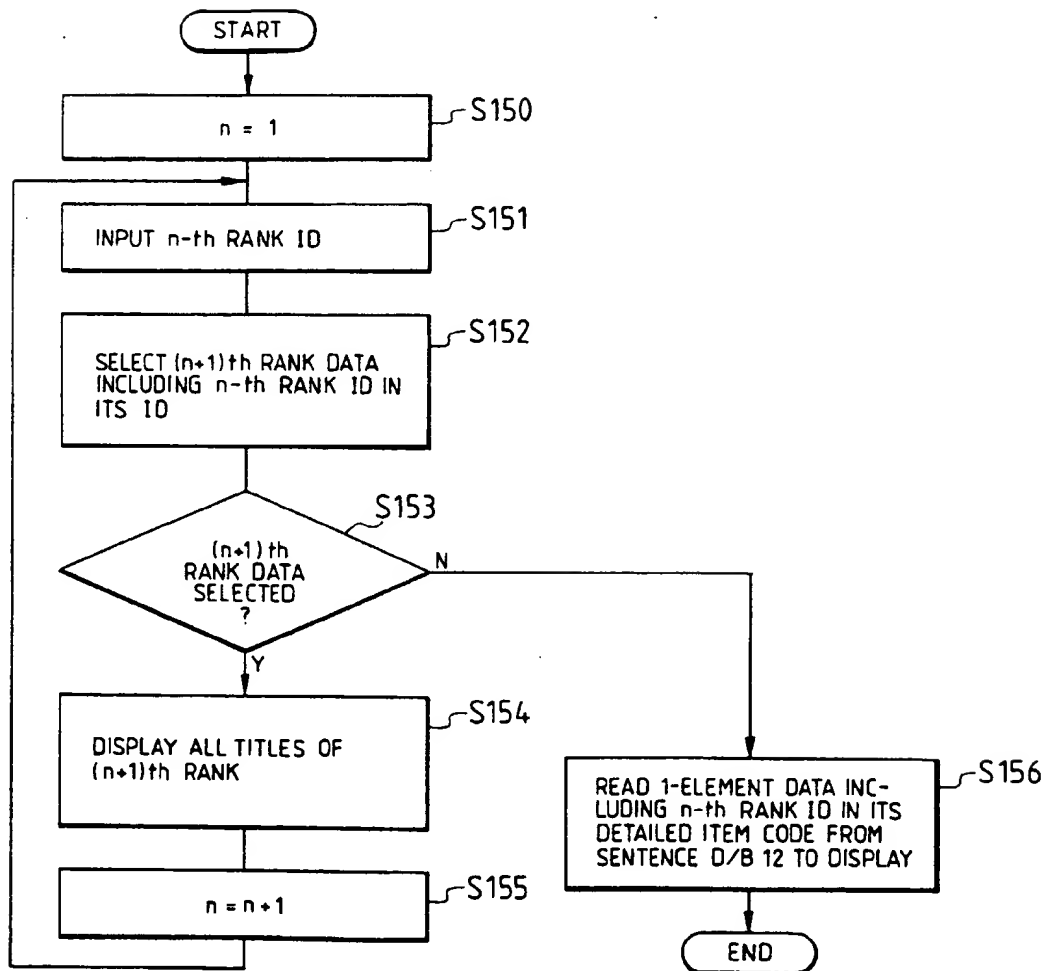 START
n = 1
S150
INPUT n-th RANK ID
S151
SELECT (n+1)th RANK DATA
INCLUDING n-th RANK ID IN
ITS ID
S152
(n+1)th
RANK DATA
SELECTED
?
S153
N
Y
DISPLAY ALL TITLES OF
(n+1)th RANK
S154
n = n+1
S155
READ 1-ELEMENT DATA INC-
LUDING n-th RANK ID IN ITS
DETAILED ITEM CODE FROM
SENTENCE D/B 12 TO DISPLAY
S156
END